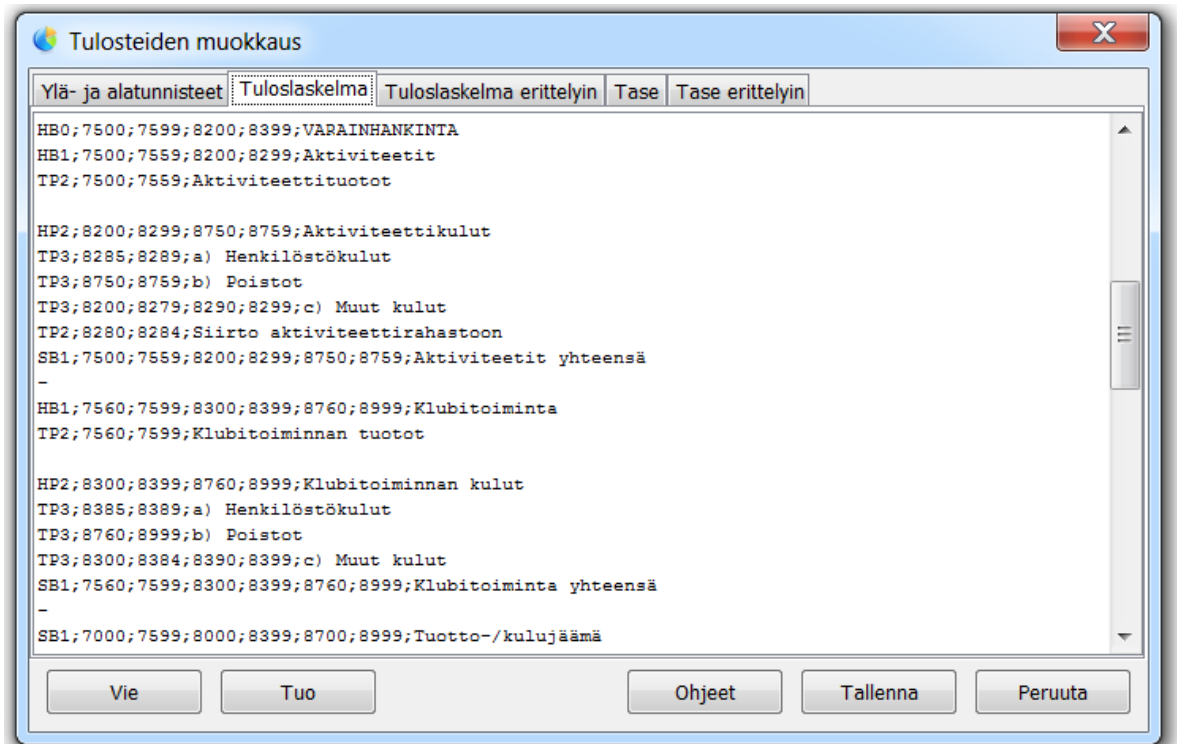 Tulosteiden muokkaus
Ylä- ja alatunnisteet Tuloslaskelma Tuloslaskelma erittelyin Tase Tase erittelyin
HB0;7500;7599;8200;8399;VARAINHANKINTA
HB1;7500;7559;8200;8299;Aktiviteetit
TP2;7500;7559;Aktiviteettituotot
HP2;8200;8299;8750;8759;Aktiviteettikulut
TP3;8285;8289;a) Henkilöstökulut
TP3;8750;8759;b) Poistot
TP3;8200;8279;8290;8299;c) Muut kulut
TP2;8280;8284;Siirto aktiviteettirahastoon
SB1;7500;7559;8200;8299;8750;8759;Aktiviteetit yhteensä
-
HB1;7560;7599;8300;8399;8760;8999;Klubitoiminta
TP2;7560;7599;Klubitoiminnan tuotot
HP2;8300;8399;8760;8999;Klubitoiminnan kulut
TP3;8385;8389;a) Henkilöstökulut
TP3;8760;8999;b) Poistot
TP3;8300;8384;8390;8399;c) Muut kulut
SB1;7560;7599;8300;8399;8760;8999;Klubitoiminta yhteensä
-
SB1;7000;7599;8000;8399;8700;8999;Tuotto-/kulujäämä
Vie Tuo Ohjeet Tallenna Peruuta